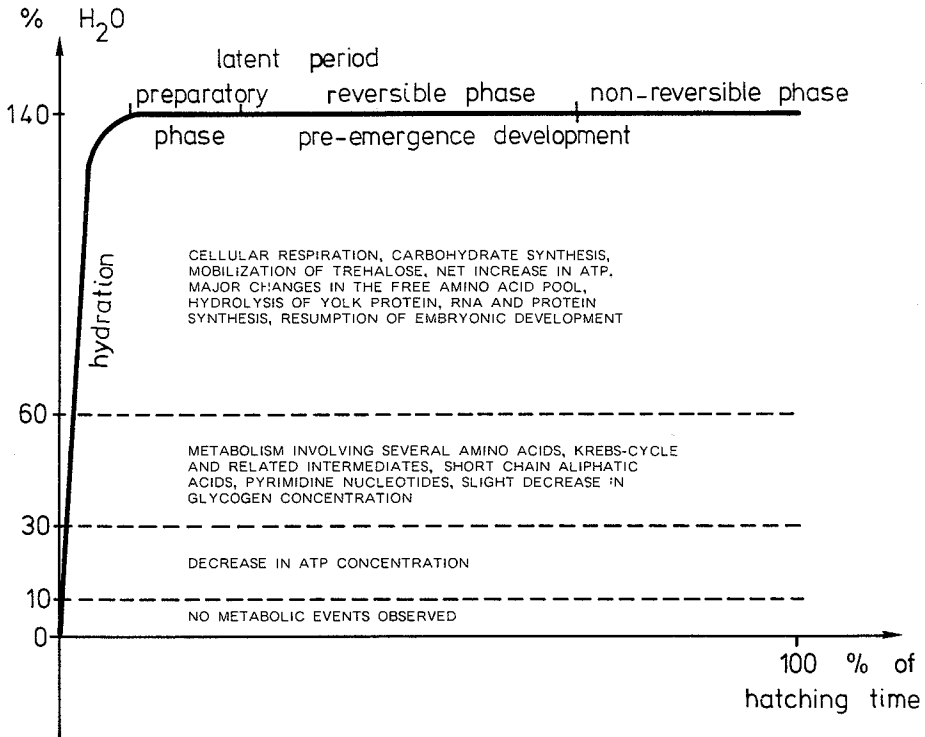 % H₂O
latent period
preparatory reversible phase non-reversible phase
140
phase pre-emergence development
hydration
CELLULAR RESPIRATION, CARBOHYDRATE SYNTHESIS,
MOBILIZATION OF TREHALOSE, NET INCREASE IN ATP.
MAJOR CHANGES IN THE FREE AMINO ACID POOL,
HYDROLYSIS OF YOLK PROTEIN, RNA AND PROTEIN
SYNTHESIS, RESUMPTION OF EMBRYONIC DEVELOPMENT
60
METABOLISM INVOLVING SEVERAL AMINO ACIDS, KREBS-CYCLE
AND RELATED INTERMEDIATES, SHORT CHAIN ALIPHATIC
ACIDS, PYRIMIDINE NUCLEOTIDES, SLIGHT DECREASE IN
GLYCOGEN CONCENTRATION
30
DECREASE IN ATP CONCENTRATION
10
NO METABOLIC EVENTS OBSERVED
0
100 % of
hatching time